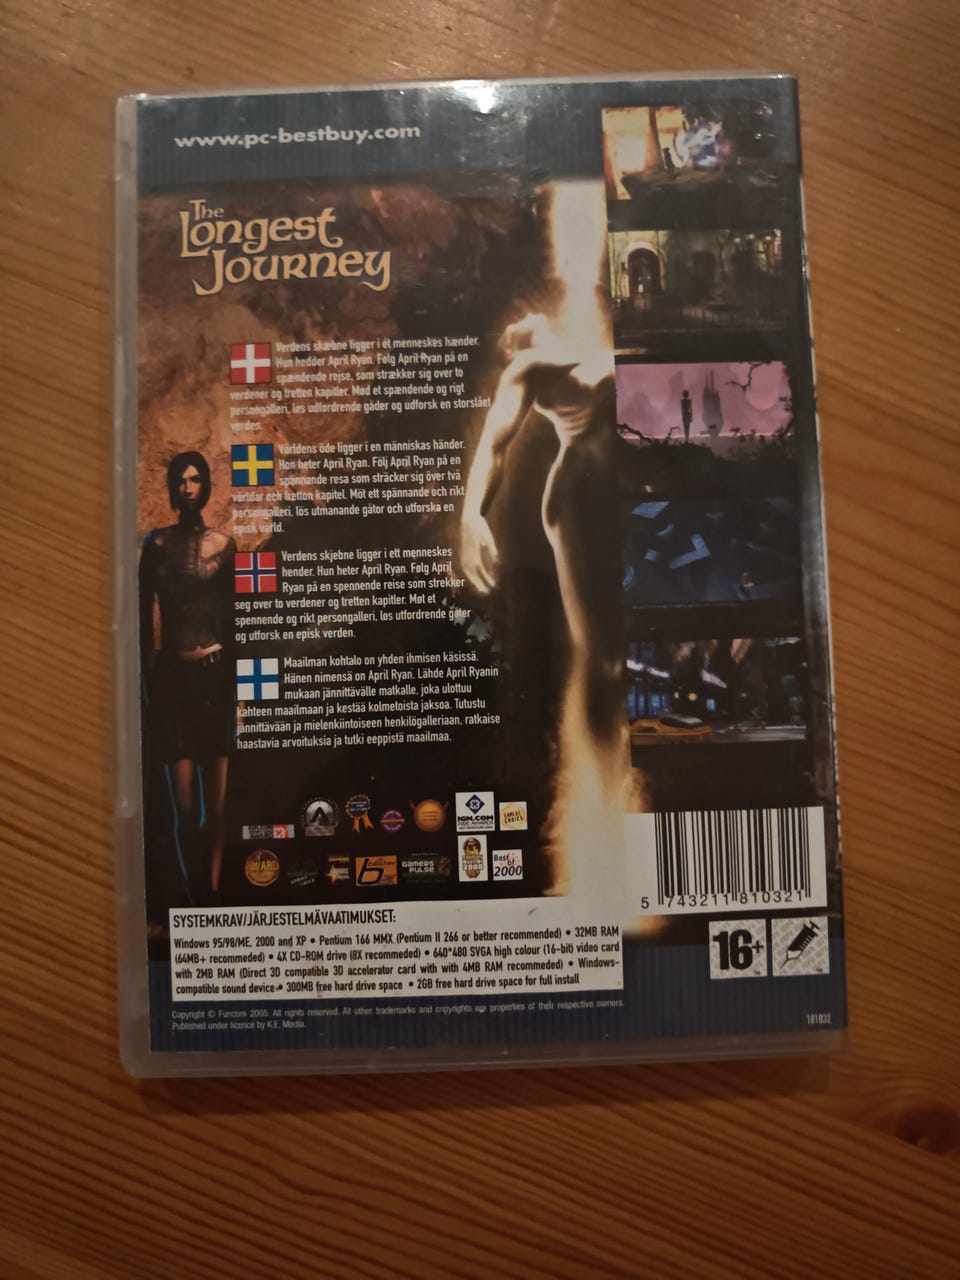 www.pc-bestbuy.com
The
Longest
Journey
Verdens skæbne ligger i ét menneskes hænder.
Hun hedder April Ryan. Følg April Ryan på en
spændende rejse, som strækker sig over to
verdener og tretten kapitler. Mød et spændende og rigt
persongalleri, løs udfordrende gåder og udforsk en storslået
verden.
Världens öde ligger i en människas händer.
Hon heter April Ryan. Följ April Ryan på en
spännande resa som sträcker sig över två
världar och tretton kapitel. Möt ett spännande och rikt
persongalleri, lös utmanande gåtor och utforska en
episk värld.
Verdens skjebne ligger i ett menneskes
hender. Hun heter April Ryan. Følg April
Ryan på en spennende reise som strekker
seg over to verdener og tretten kapitler. Møt et
spennende og rikt persongalleri, løs utfordrende gåter
og utforsk en episk verden.
Maailman kohtalo on yhden ihmisen käsissä.
Hänen nimensä on April Ryan. Lähde April Ryanin
mukaan jännittävälle matkalle, joka ulottuu
kahteen maailmaan ja kestää kolmetoista jaksoa. Tutustu
jännittävään ja mielenkiintoiseen henkilögalleriaan, ratkaise
haastavia arvoituksia ja tutki eeppistä maailmaa.
IGN.COM
2000 AWARDS
GAMERS
PULSE
2000
Best of
2000
SYSTEMKRAV/JÄRJESTELMÄVAATIMUKSET:
Windows 95/98/ME, 2000 and XP • Pentium 166 MMX (Pentium II 266 or better recommended) • 32MB RAM
(64MB+ recommeded) • 4X CD-ROM drive (8X recommeded) • 640*480 SVGA high colour (16-bit) video card
with 2MB RAM (Direct 3D compatible 3D accelerator card with with 4MB RAM recommeded) • Windows-
compatible sound device • 300MB free hard drive space • 2GB free hard drive space for full install
Copyright © Funcom 2005. All rights reserved. All other trademarks and copyrights are properties of their respective owners.
Published under licence by K.E. Media.
5 743211 810321
16+
101032